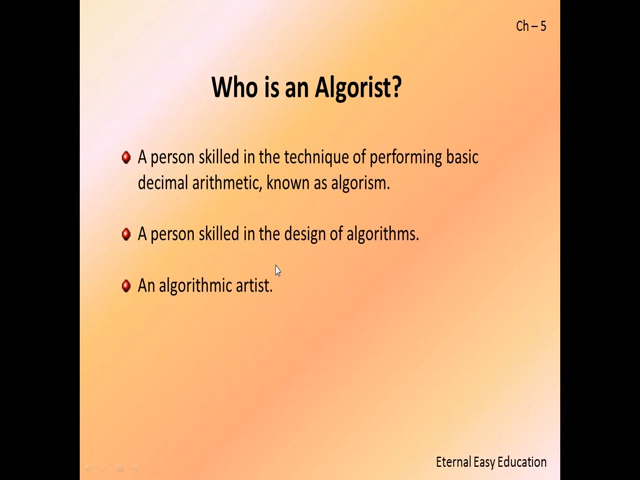 Ch – 5
Who is an Algorist?
A person skilled in the technique of performing basic
decimal arithmetic, known as algorism.
A person skilled in the design of algorithms.
An algorithmic artist.
Eternal Easy Education